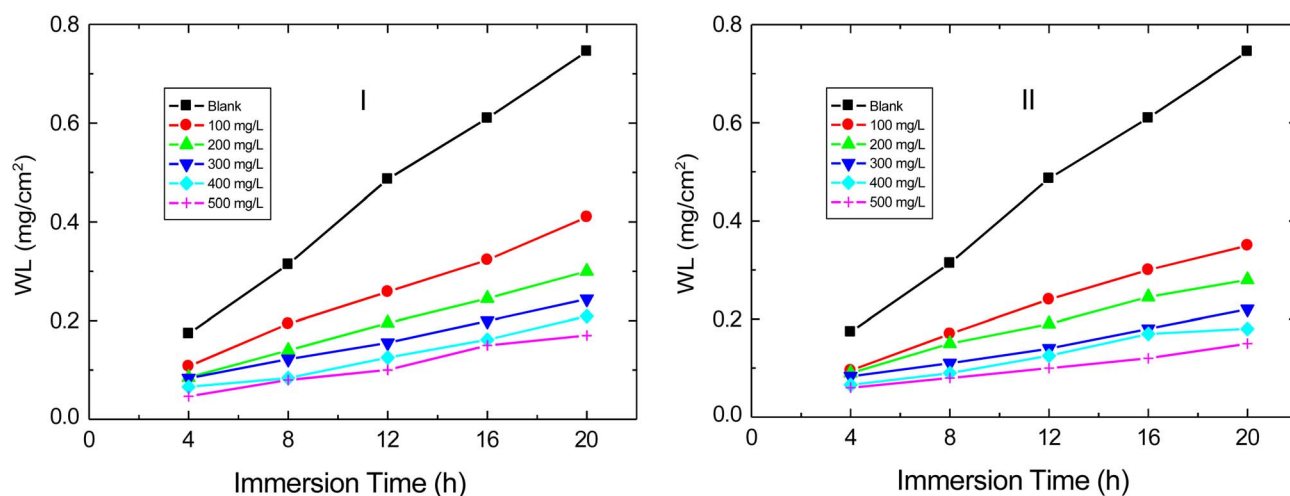 0.8
0.6
0.4
0.2
0.0
WL (mg/cm²)
I
Blank
100 mg/L
200 mg/L
300 mg/L
400 mg/L
500 mg/L
0 4 8 12 16 20
Immersion Time (h)
0.8
0.6
0.4
0.2
0.0
WL (mg/cm²)
II
Blank
100 mg/L
200 mg/L
300 mg/L
400 mg/L
500 mg/L
0 4 8 12 16 20
Immersion Time (h)